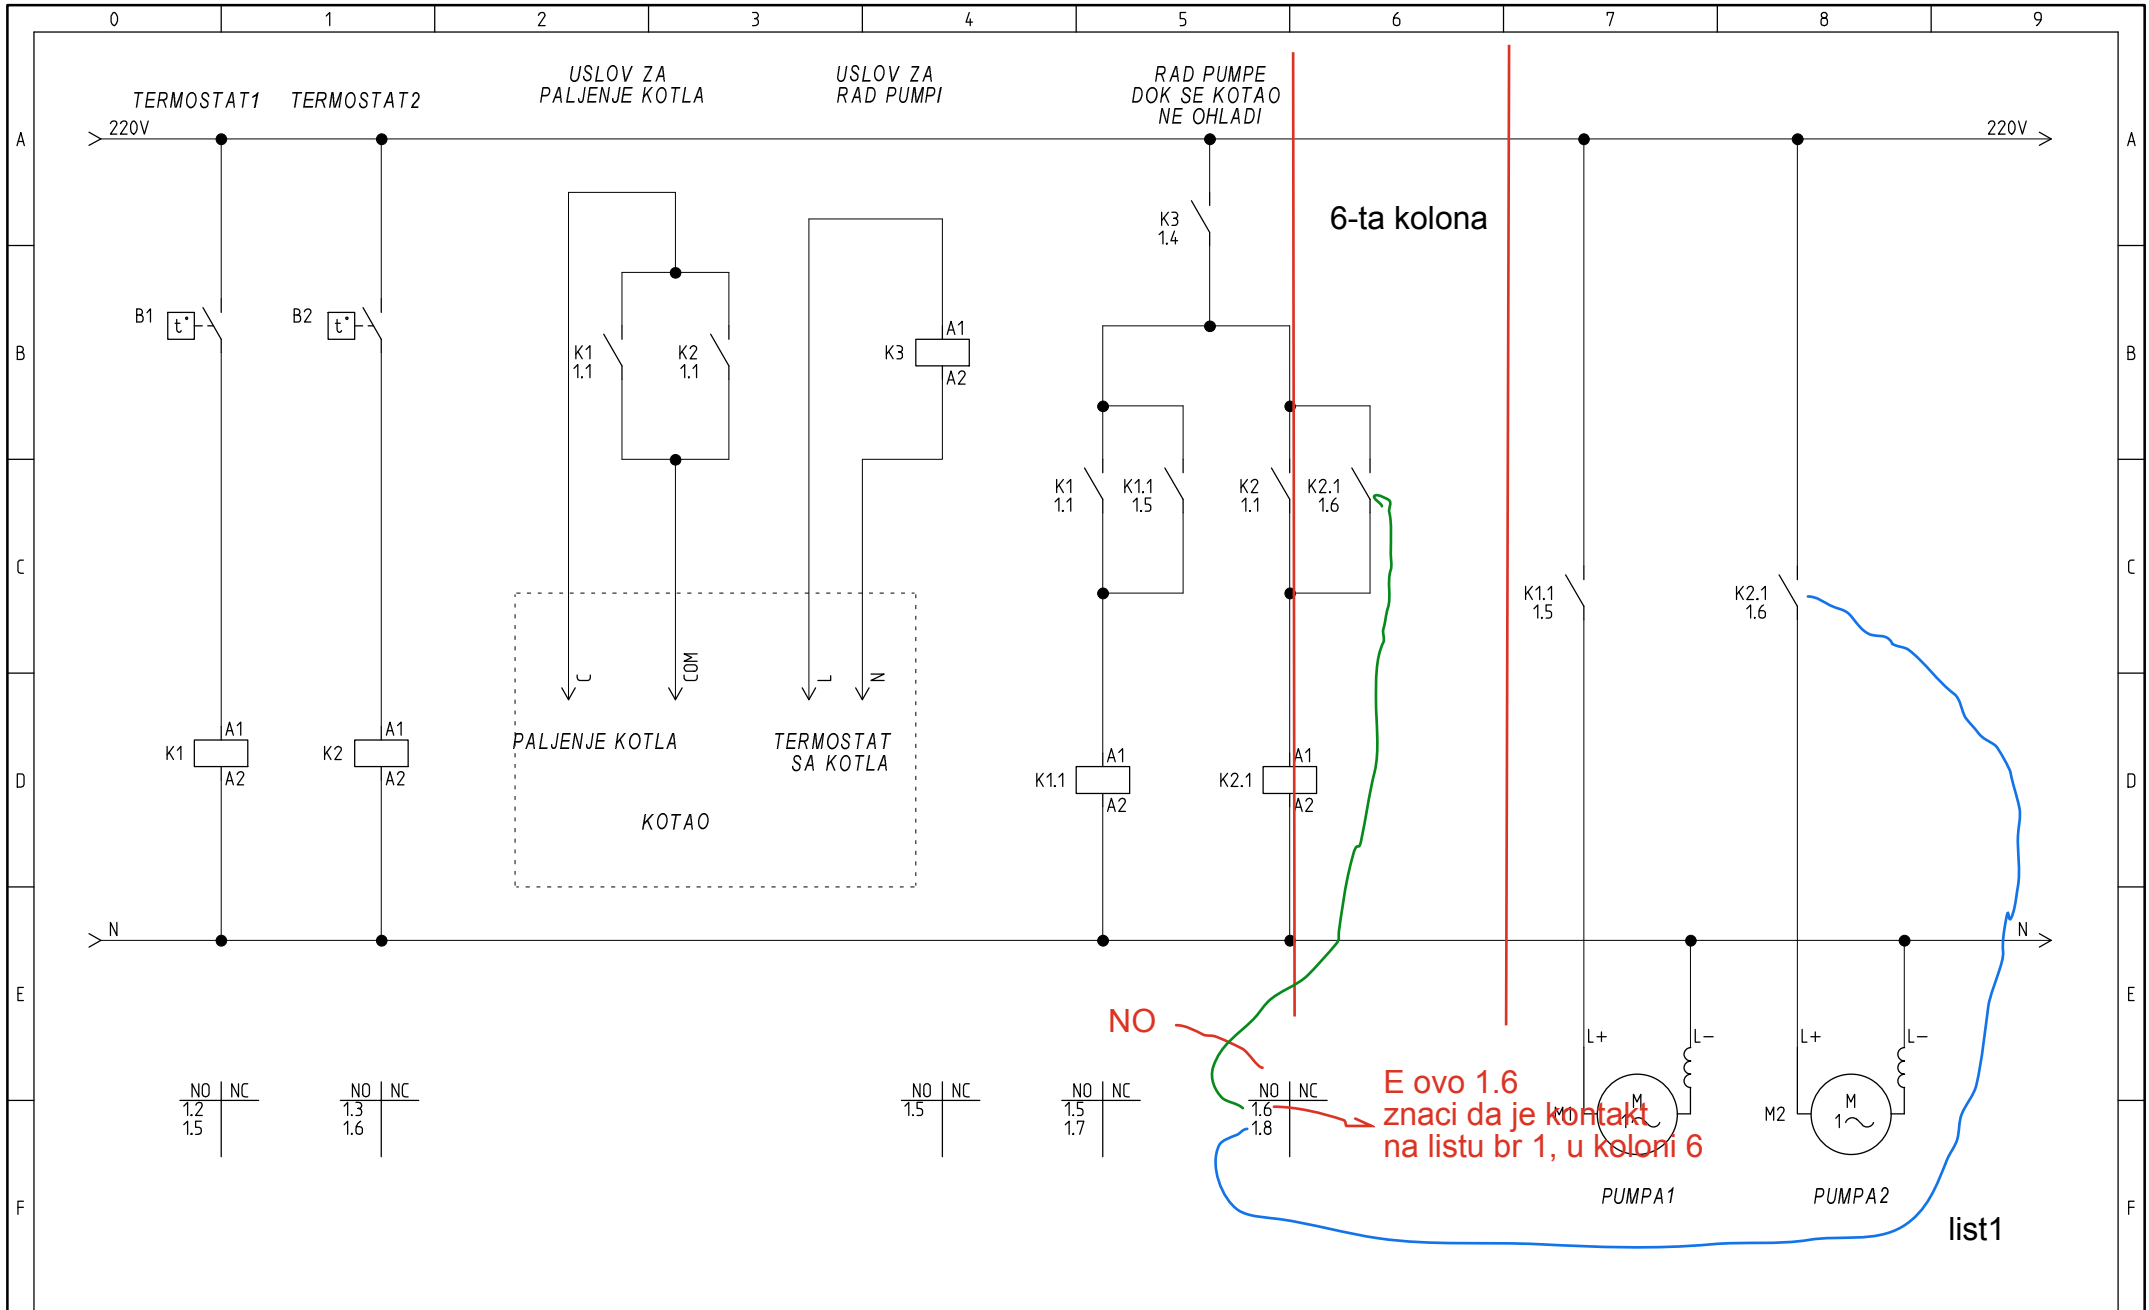 0 1 2 3 4 5 6 7 8 9
USLOV ZA
PALJENJE KOTLA
USLOV ZA
RAD PUMPI
RAD PUMPE
DOK SE KOTAO
NE OHLADI
TERMOSTAT1 TERMOSTAT2
A 220V 220V A
K3
1.4
6-ta kolona
B1 t° B2 t°
K1
1.1
K2
1.1
K3 A1
A2
B B
K1
1.1
K1.1
1.5
K2
1.1
K2.1
1.6
C C
K1.1
1.5
K2.1
1.6
C COM L N
K1 A1
A2
K2 A1
A2
PALJENJE KOTLA
TERMOSTAT
SA KOTLA
KOTAO
K1.1 A1
A2
K2.1 A1
A2
D D
N N
E E
NO
L+ L- L+ L-
NO NC
1.2
1.5
NO NC
1.3
1.6
NO NC
1.5
NO NC
1.5
1.7
NO NC
1.6
1.8
E ovo 1.6
znaci da je kontakt
na listu br 1, u koloni 6
M1 M
1~
M2 M
1~
PUMPA1 PUMPA2
F F
list1